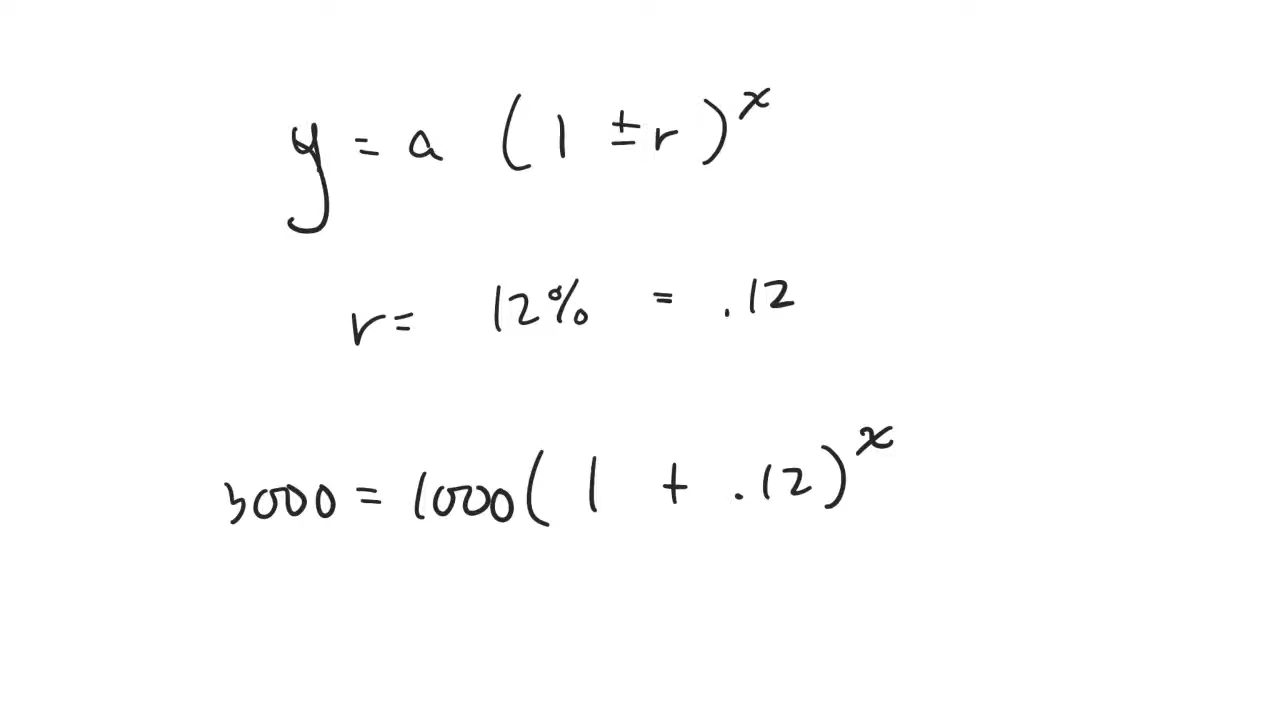 y = a (1 ± r)^x
r = 12% = .12
3000 = 1000(1 + .12)^x